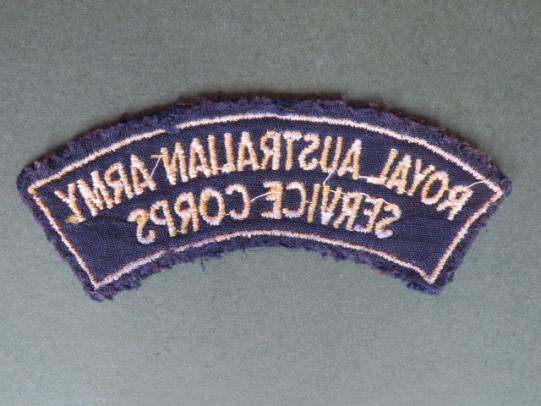 ROYAL AUSTRALIAN ARMY
SERVICE CORPS